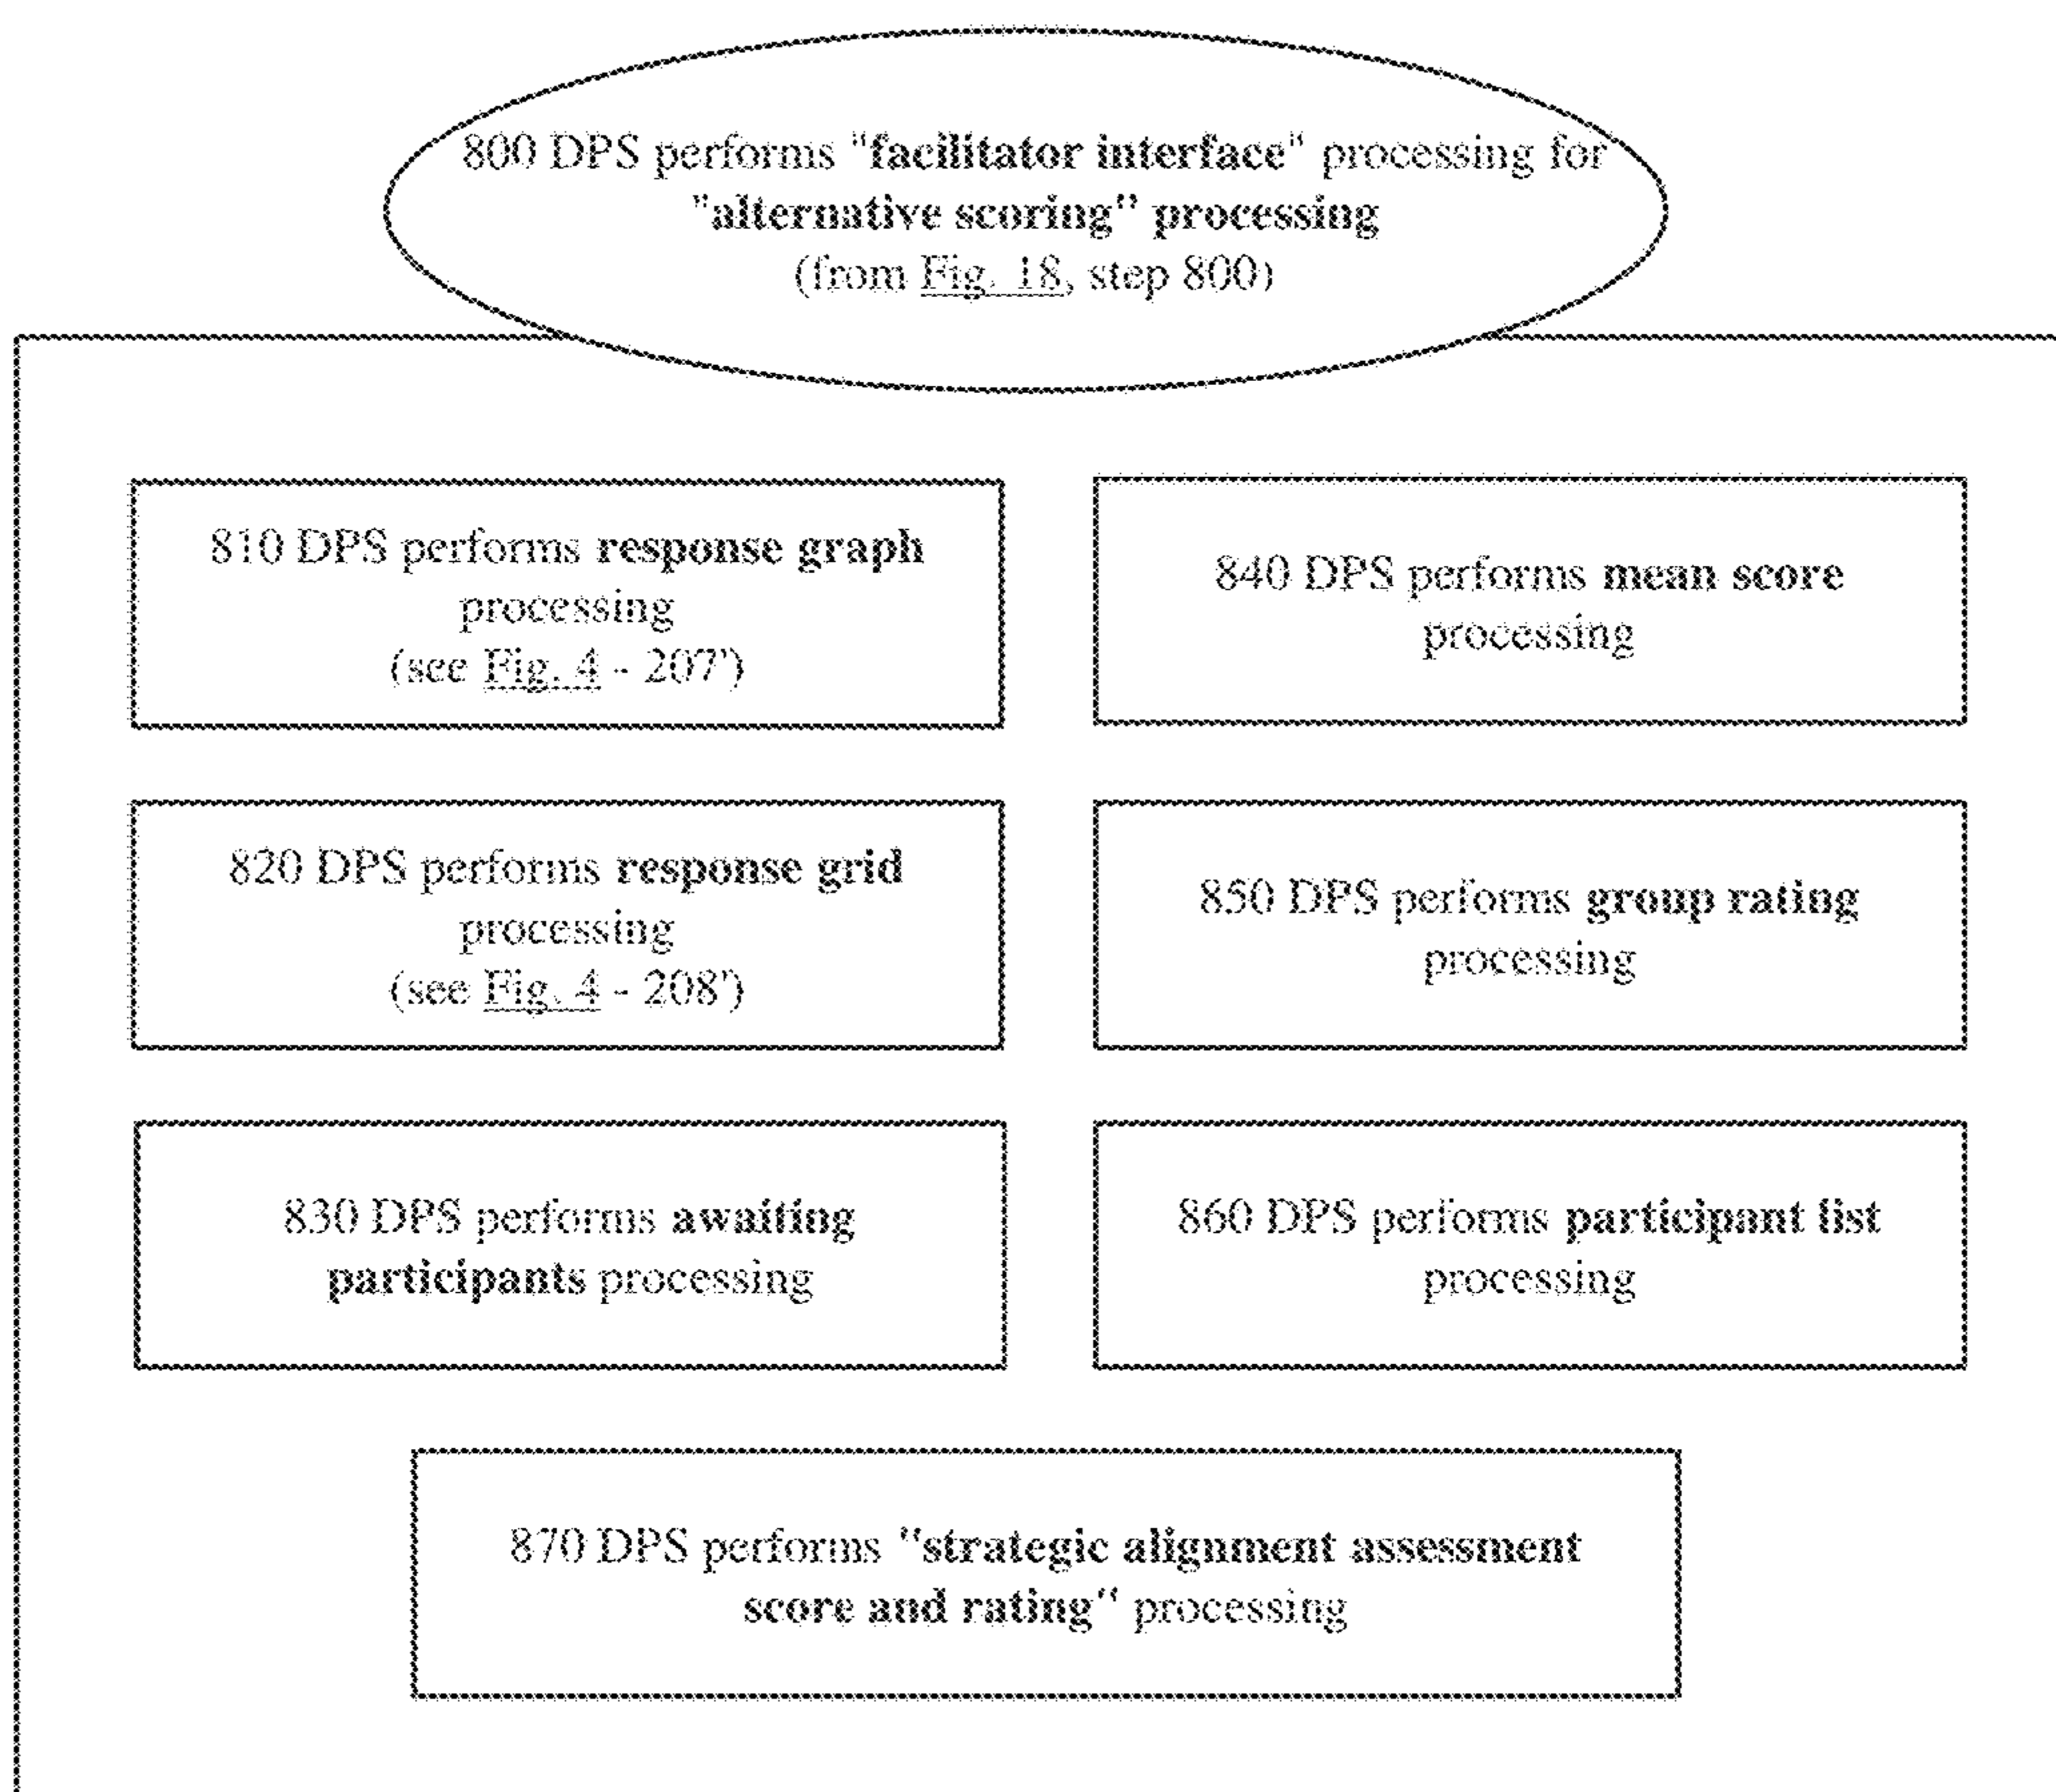 800 DPS performs "facilitator interface" processing for
"alternative scoring" processing
(from Fig. 18, step 800)
810 DPS performs response graph
processing
(see Fig. 4 - 207')
840 DPS performs mean score
processing
820 DPS performs response grid
processing
(see Fig. 4 - 208')
850 DPS performs group rating
processing
830 DPS performs awaiting
participants processing
860 DPS performs participant list
processing
870 DPS performs "strategic alignment assessment
score and rating" processing